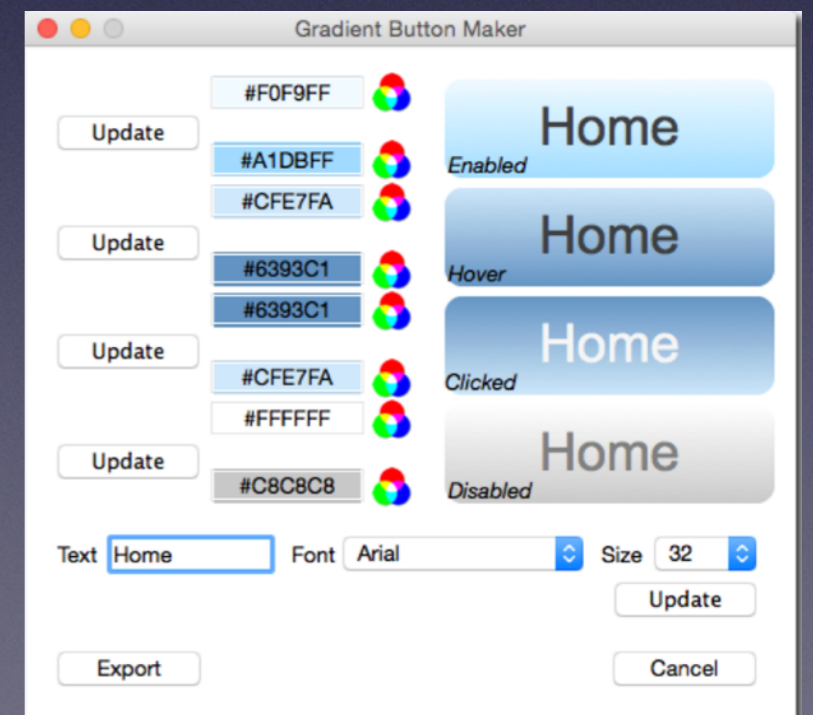 Gradient Button Maker
#F0F9FF
Update
Home
#A1DBFF
Enabled
#CFE7FA
Update
Home
#6393C1
Hover
#6393C1
Update
Home
#CFE7FA
Clicked
#FFFFFF
Update
Home
#C8C8C8
Disabled
Text Home Font Arial Size 32
Update
Export Cancel